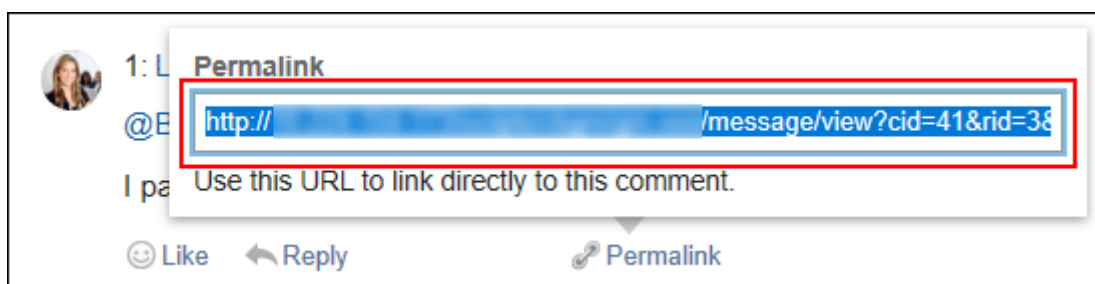 1: L
Permalink
@B
http:// /message/view?cid=41&rid=3&
I pa
Use this URL to link directly to this comment.
Like Reply Permalink